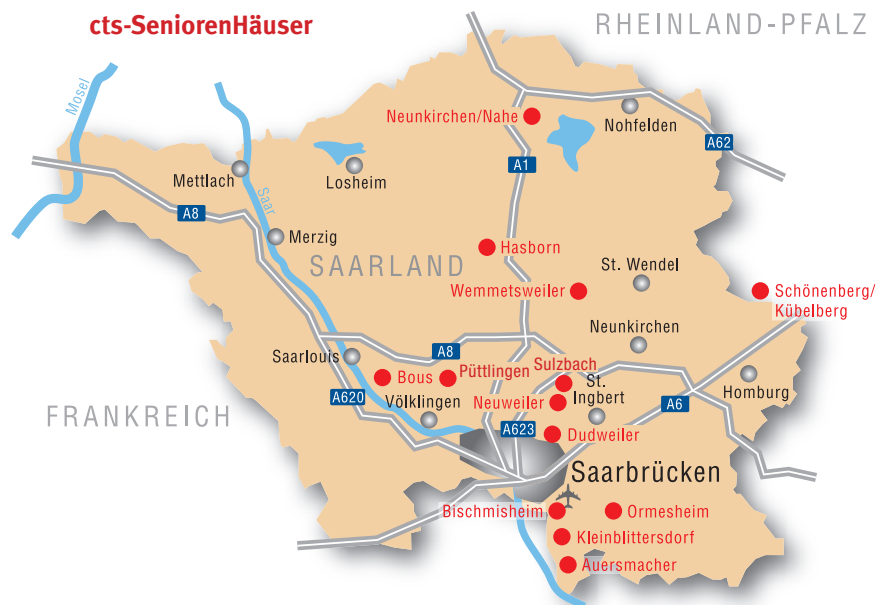 cts-SeniorenHäuser
RHEINLAND-PFALZ
Mosel
Neunkirchen/Nahe
Nohfelden
A62
A1
Mettlach
Losheim
Saar
A8
Merzig
Hasborn
SAARLAND
St. Wendel
Wemmetsweiler
Schönenberg/
Kübelberg
Neunkirchen
Saarlouis
A8
Sulzbach
Bous
Püttlingen
St.
Ingbert
Homburg
A620
Völklingen
Neuweiler
A6
FRANKREICH
A623
Dudweiler
Saarbrücken
Bischmisheim
Ormesheim
Kleinblittersdorf
Auersmacher